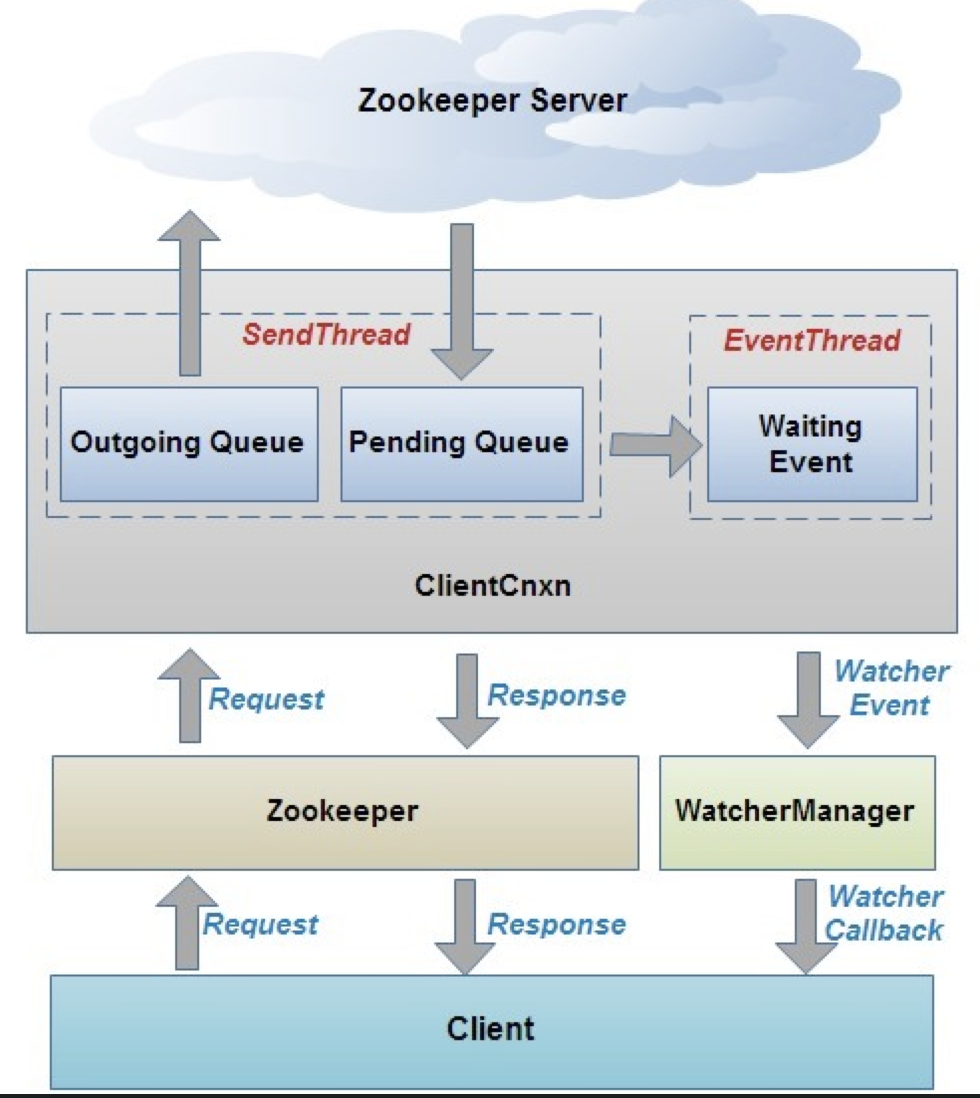 Zookeeper Server
SendThread
EventThread
Outgoing Queue
Pending Queue
Waiting
Event
ClientCnxn
Request
Response
Watcher
Event
Zookeeper
WatcherManager
Request
Response
Watcher
Callback
Client